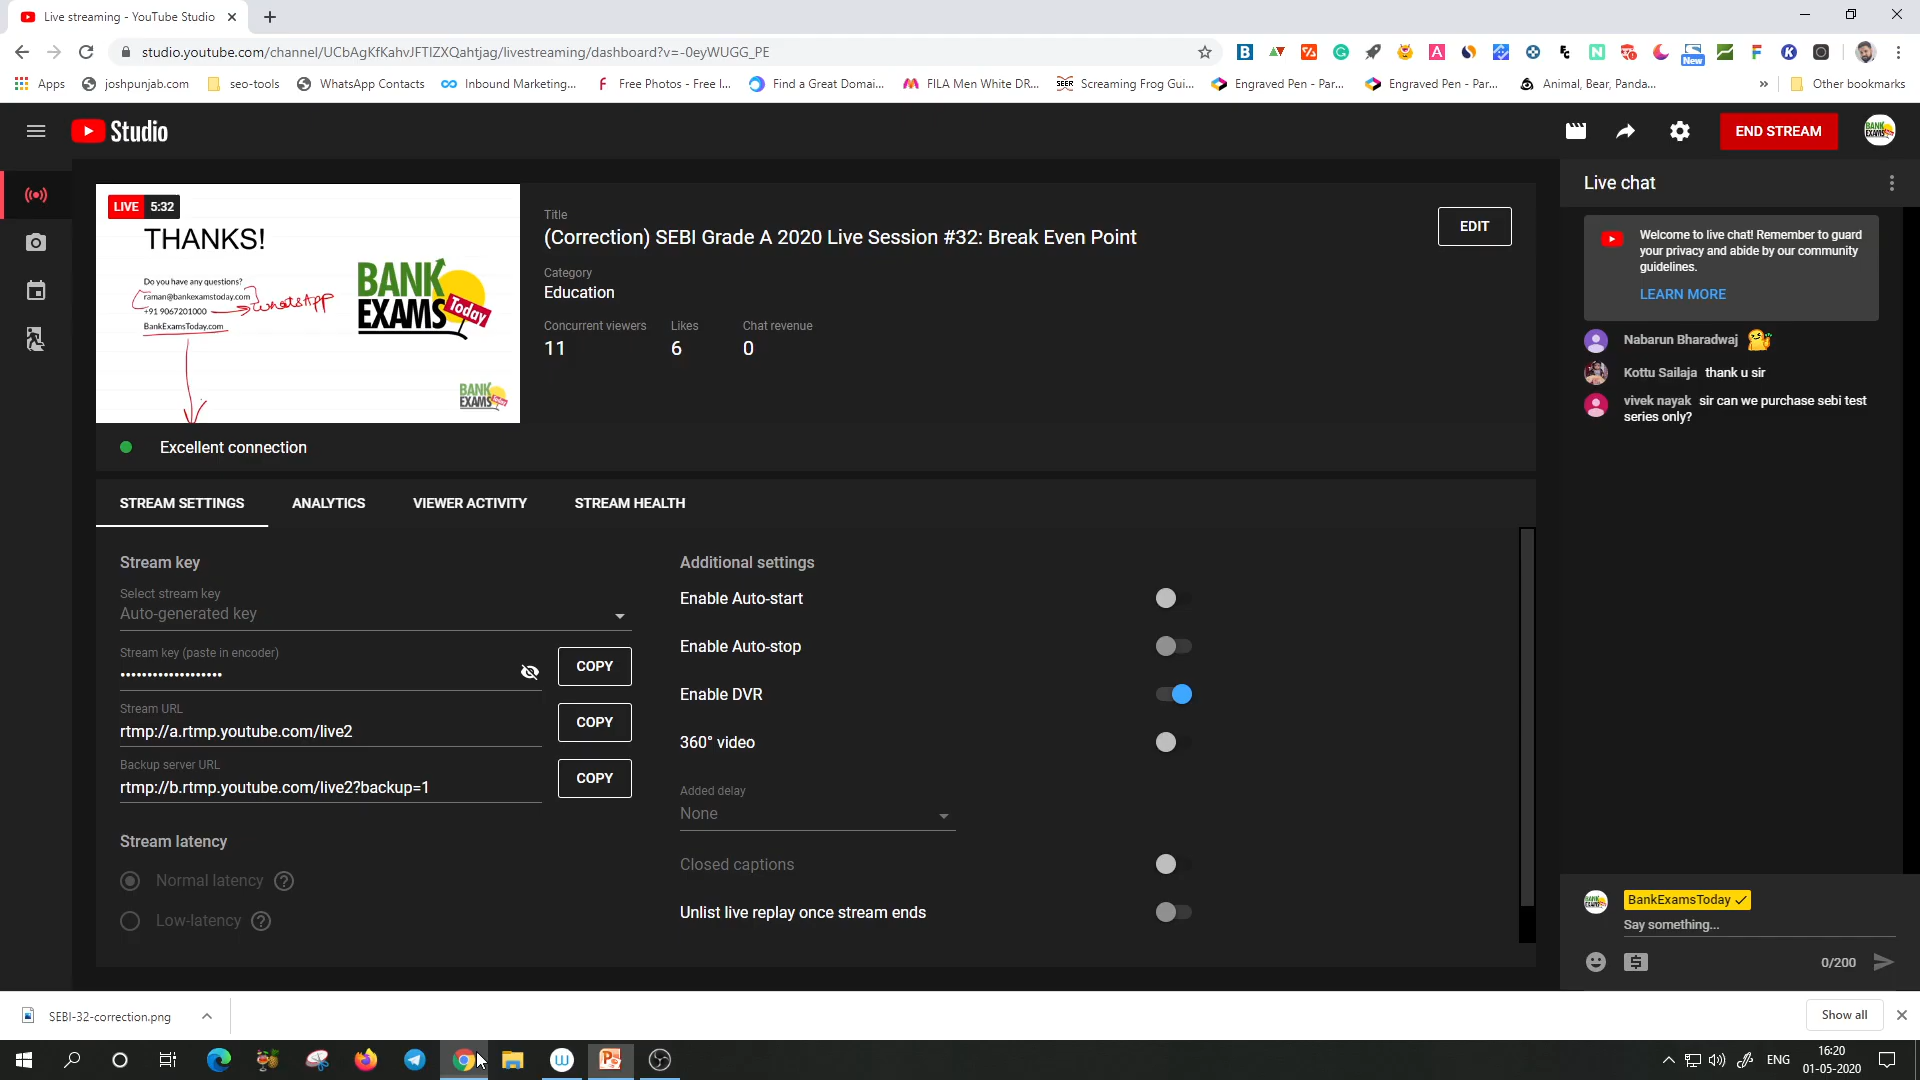 Live streaming - YouTube Studio
studio.youtube.com/channel/UCbAgKfKahvJFTIZXQahtjag/livestreaming/dashboard?v=-0eyWUGG_PE
New
Apps
joshpunjab.com
seo-tools
WhatsApp Contacts
Inbound Marketing...
Free Photos - Free I...
Find a Great Domai...
FILA Men White DR...
Screaming Frog Gui...
Engraved Pen - Par...
Engraved Pen - Par...
Animal, Bear, Panda...
»
Other bookmarks
Studio
END STREAM
LIVE 5:32
THANKS!
Do you have any questions?
raman@bankexamstoday.com
+91 9067201000
whatsApp
BankExamsToday.com
BANK
EXAMS
Today
BANK
EXAMS
Title
(Correction) SEBI Grade A 2020 Live Session #32: Break Even Point
EDIT
Category
Education
Concurrent viewers Likes Chat revenue
11 6 0
Excellent connection
STREAM SETTINGS ANALYTICS VIEWER ACTIVITY STREAM HEALTH
Stream key
Select stream key
Auto-generated key
Stream key (paste in encoder)
•••••••••••••••••••
COPY
Stream URL
rtmp://a.rtmp.youtube.com/live2
COPY
Backup server URL
rtmp://b.rtmp.youtube.com/live2?backup=1
COPY
Stream latency
Normal latency
Low-latency
Additional settings
Enable Auto-start
Enable Auto-stop
Enable DVR
360° video
Added delay
None
Closed captions
Unlist live replay once stream ends
Live chat
Welcome to live chat! Remember to guard
your privacy and abide by our community
guidelines.
LEARN MORE
Nabarun Bharadwaj
Kottu Sailaja thank u sir
vivek nayak sir can we purchase sebi test
series only?
BankExamsToday
Say something...
0/200
SEBI-32-correction.png
Show all
ENG
16:20
01-05-2020